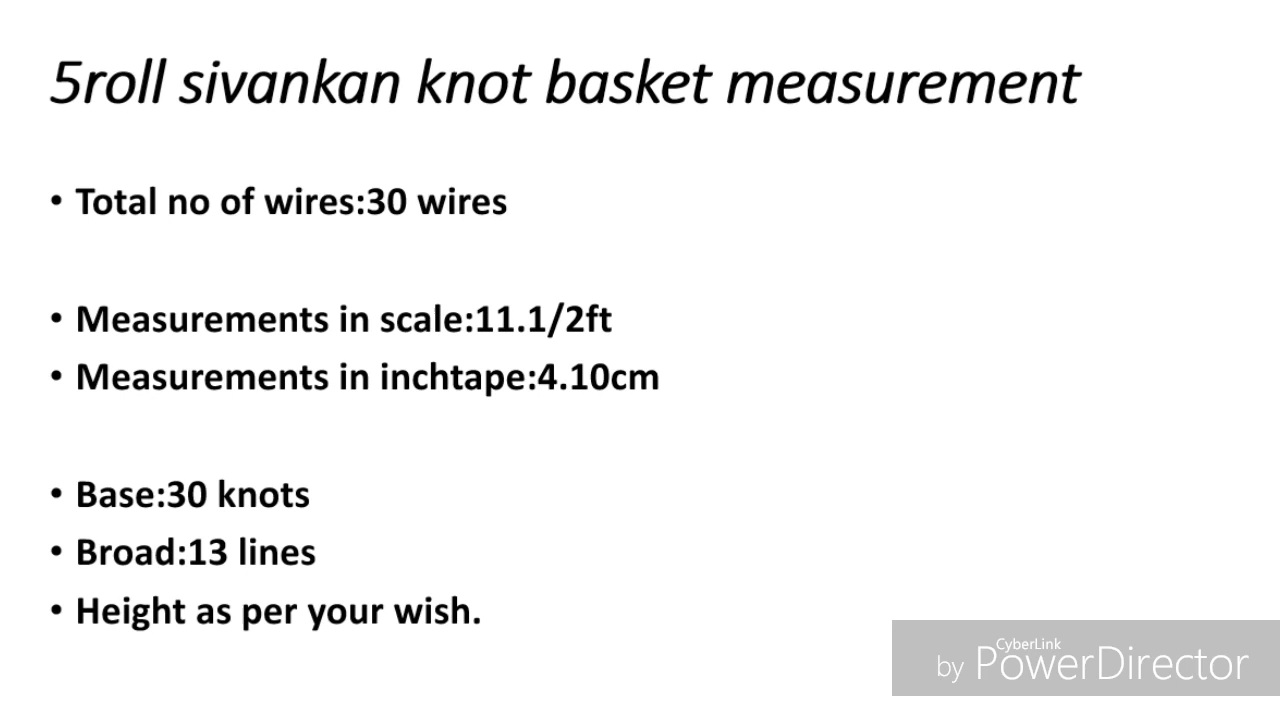 5roll sivankan knot basket measurement
• Total no of wires:30 wires
• Measurements in scale:11.1/2ft
• Measurements in inchtape:4.10cm
• Base:30 knots
• Broad:13 lines
• Height as per your wish.
by CyberLink PowerDirector